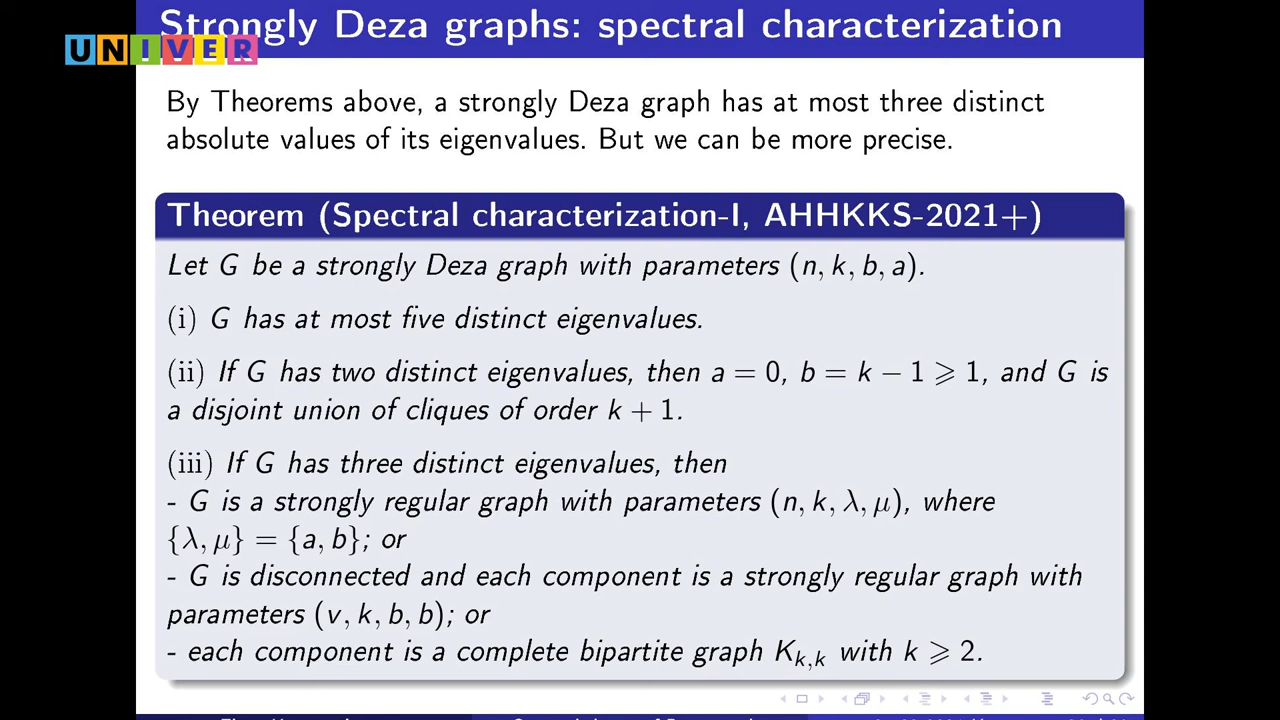 Strongly Deza graphs: spectral characterization
UNIVER
By Theorems above, a strongly Deza graph has at most three distinct
absolute values of its eigenvalues. But we can be more precise.
Theorem (Spectral characterization-I, AHHKKS-2021+)
Let G be a strongly Deza graph with parameters (n, k, b, a).
(i) G has at most five distinct eigenvalues.
(ii) If G has two distinct eigenvalues, then a = 0, b = k − 1 ⩾ 1, and G is
a disjoint union of cliques of order k + 1.
(iii) If G has three distinct eigenvalues, then
- G is a strongly regular graph with parameters (n, k, λ, μ), where
{λ, μ} = {a, b}; or
- G is disconnected and each component is a strongly regular graph with
parameters (v, k, b, b); or
- each component is a complete bipartite graph K_{k,k} with k ⩾ 2.